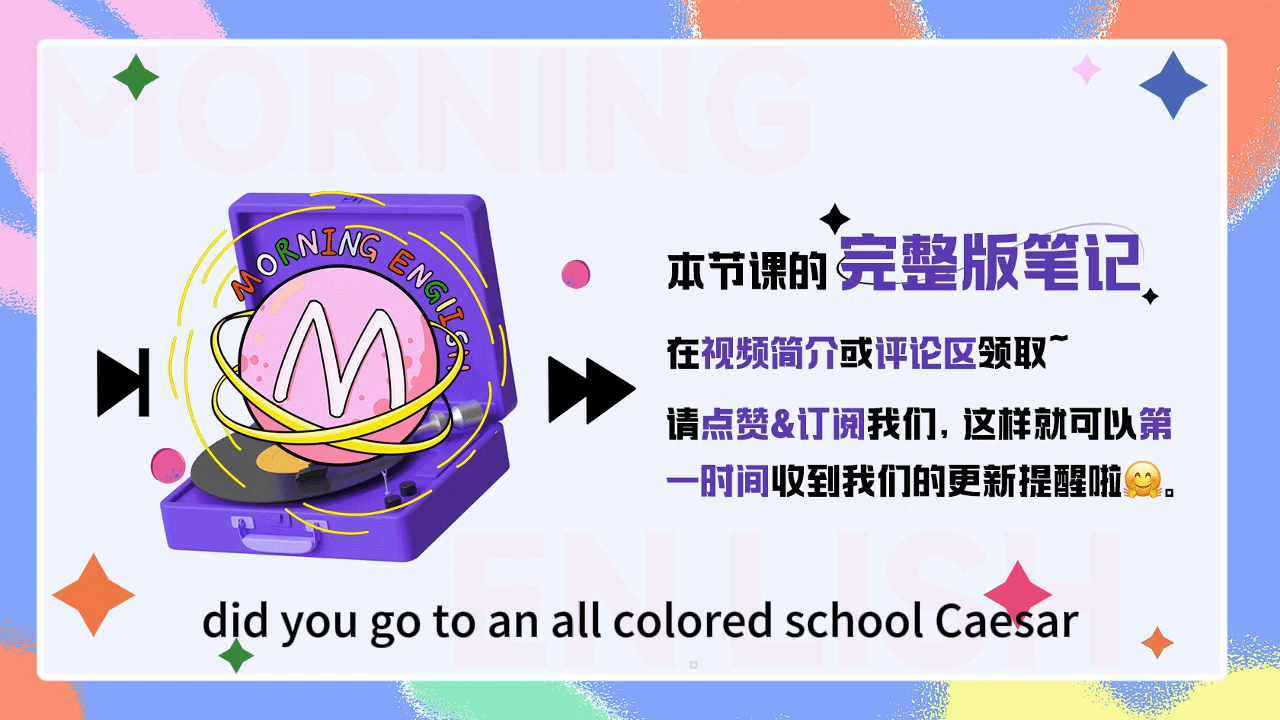 MORNING
MORNING ENGLISH
M
本节课的 完整版笔记
在视频简介或评论区领取~
请点赞&订阅我们, 这样就可以第
一时间收到我们的更新提醒啦🤗。
EN LISH
did you go to an all colored school Caesar